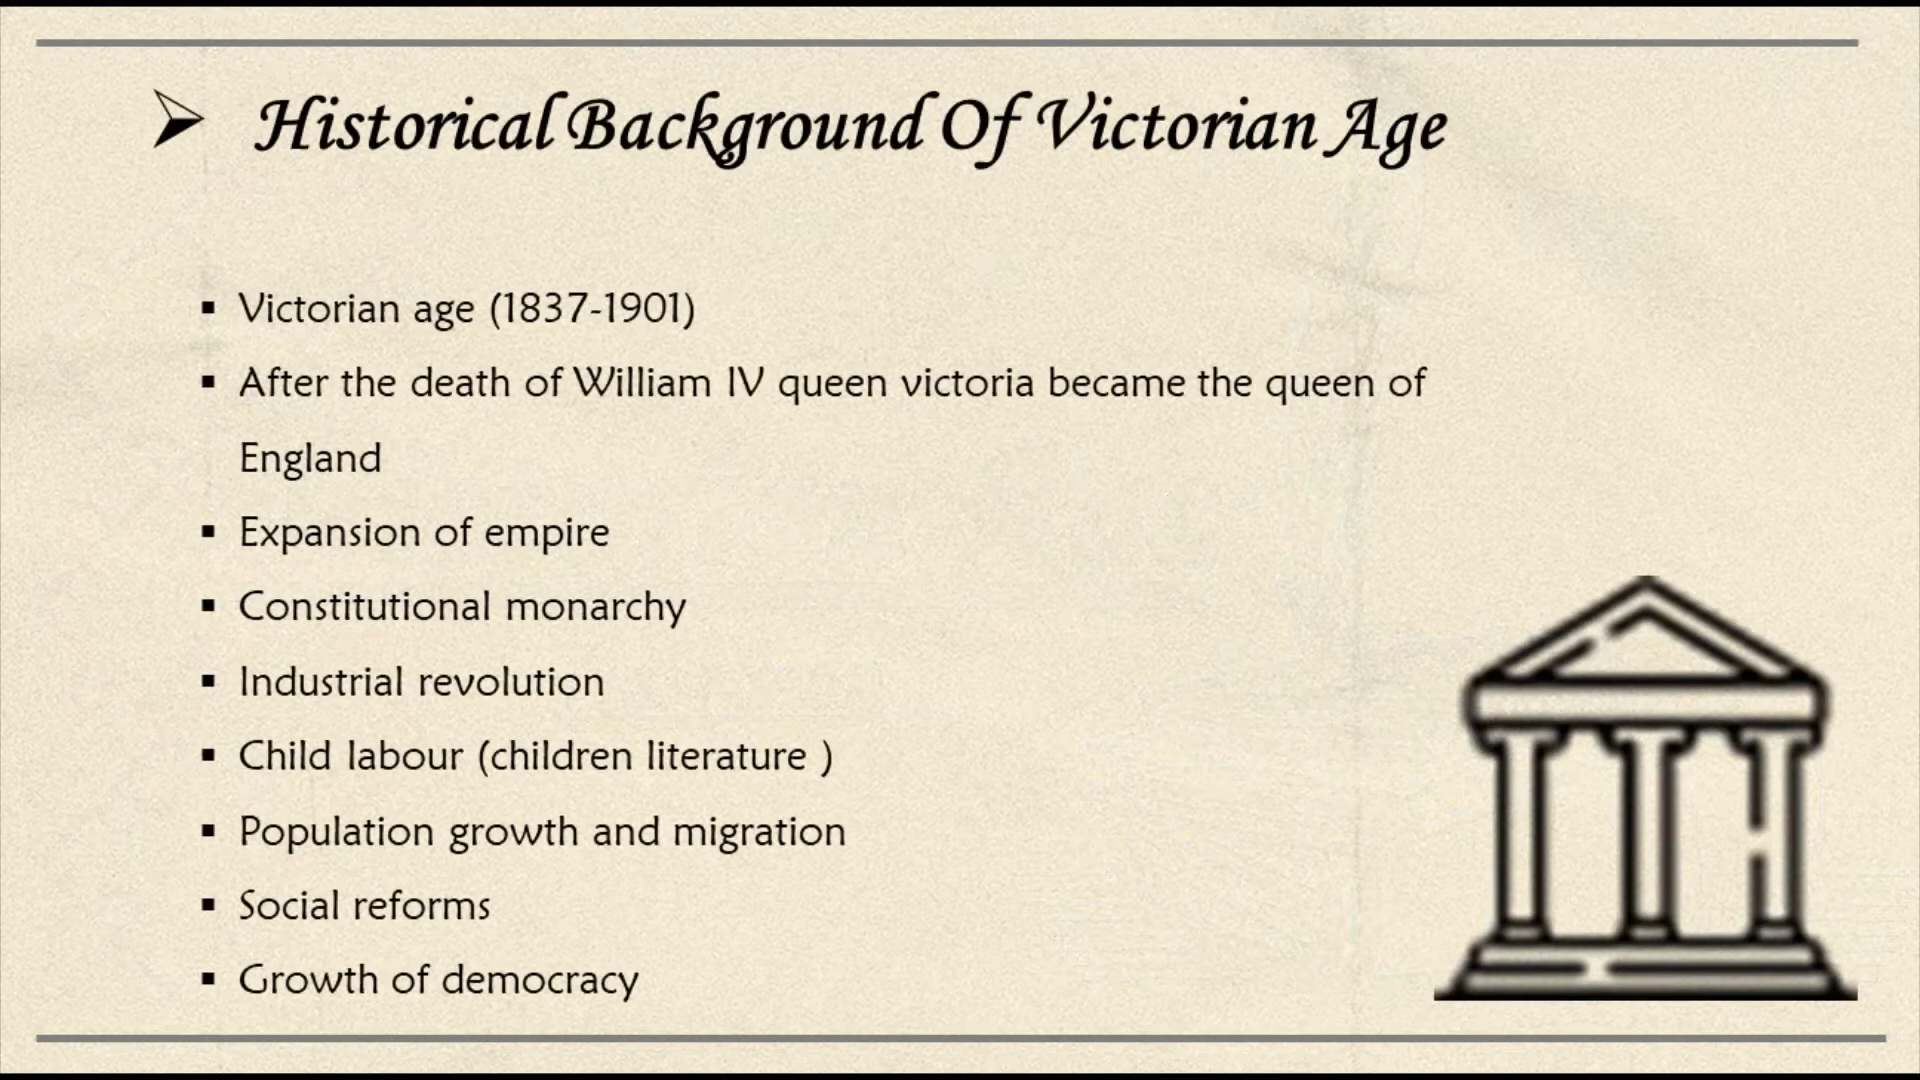 ➢ Historical Background Of Victorian Age
▪ Victorian age (1837-1901)
▪ After the death of William IV queen victoria became the queen of
England
▪ Expansion of empire
▪ Constitutional monarchy
▪ Industrial revolution
▪ Child labour (children literature )
▪ Population growth and migration
▪ Social reforms
▪ Growth of democracy